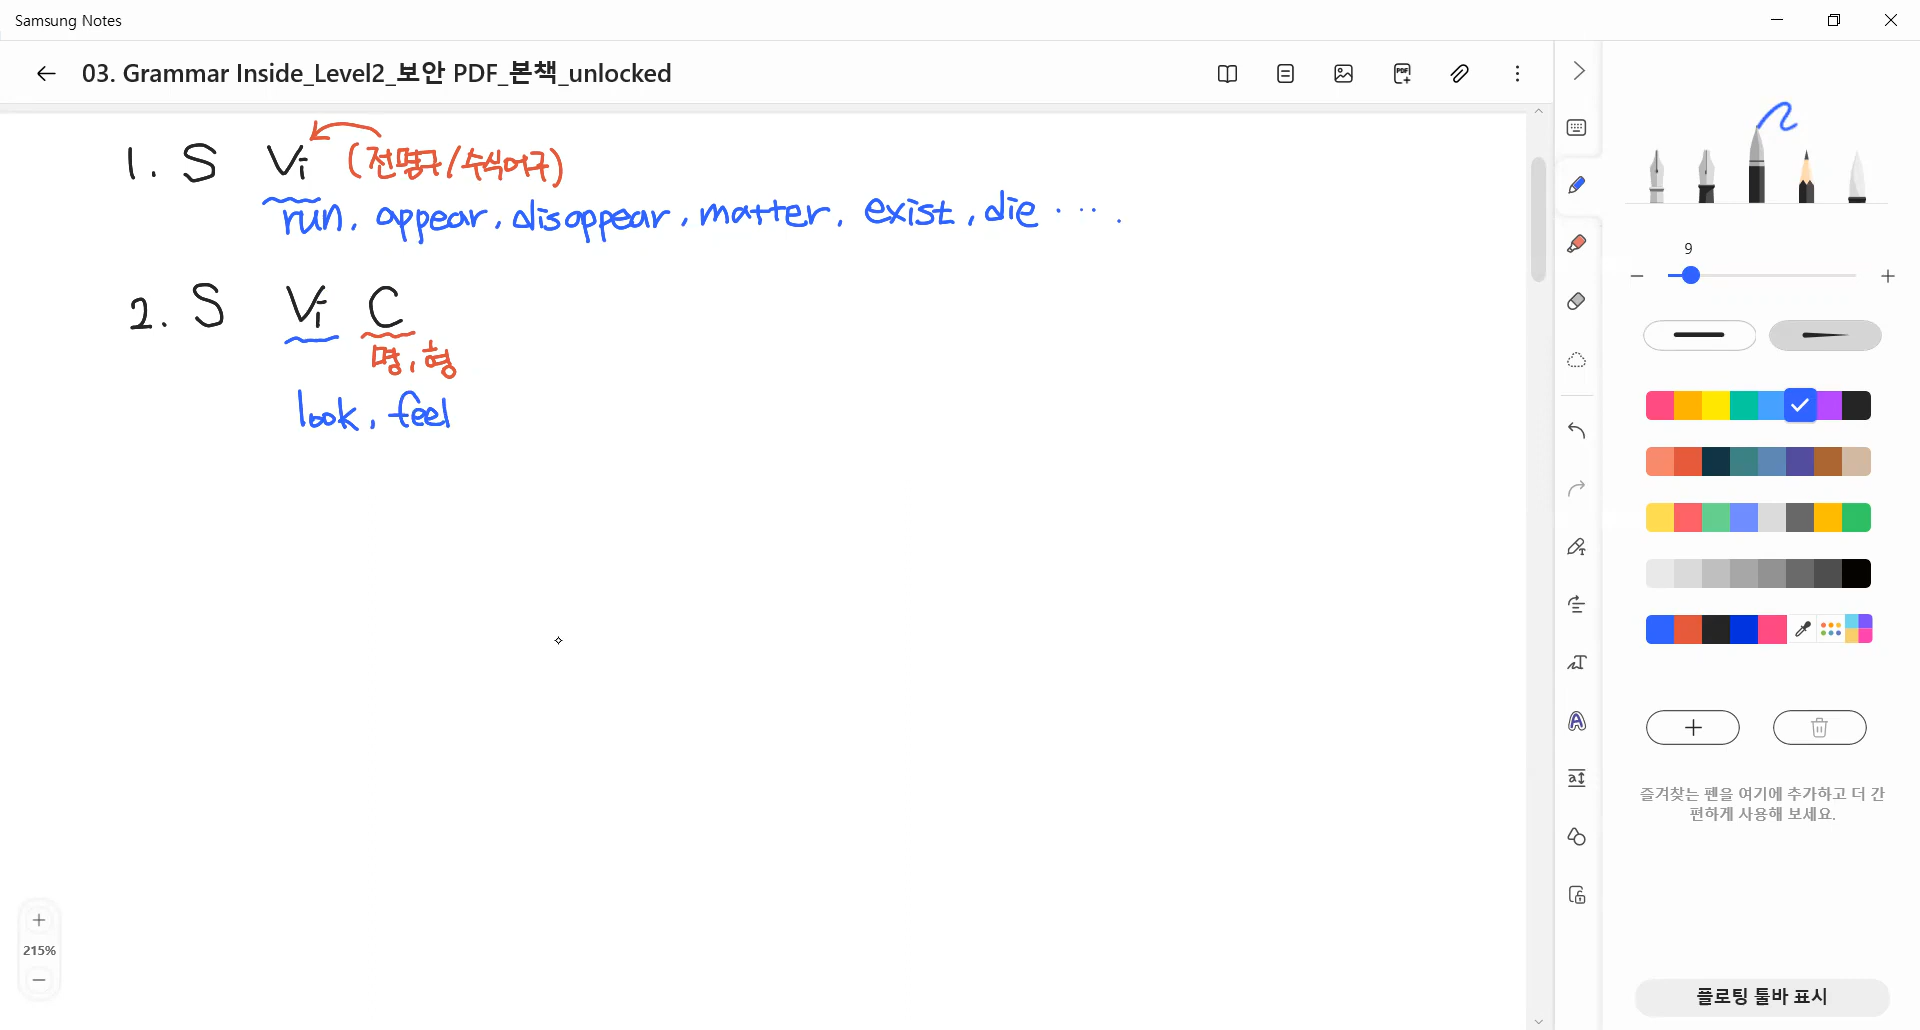 Samsung Notes
03. Grammar Inside_Level2_보안 PDF_본책_unlocked
1. S Vi (전명구/수식어구)
run, appear, disappear, matter, exist, die ....
2. S Vi C
명, 형
look, feel
9
즐겨찾는 펜을 여기에 추가하고 더 간
편하게 사용해 보세요.
215%
플로팅 툴바 표시